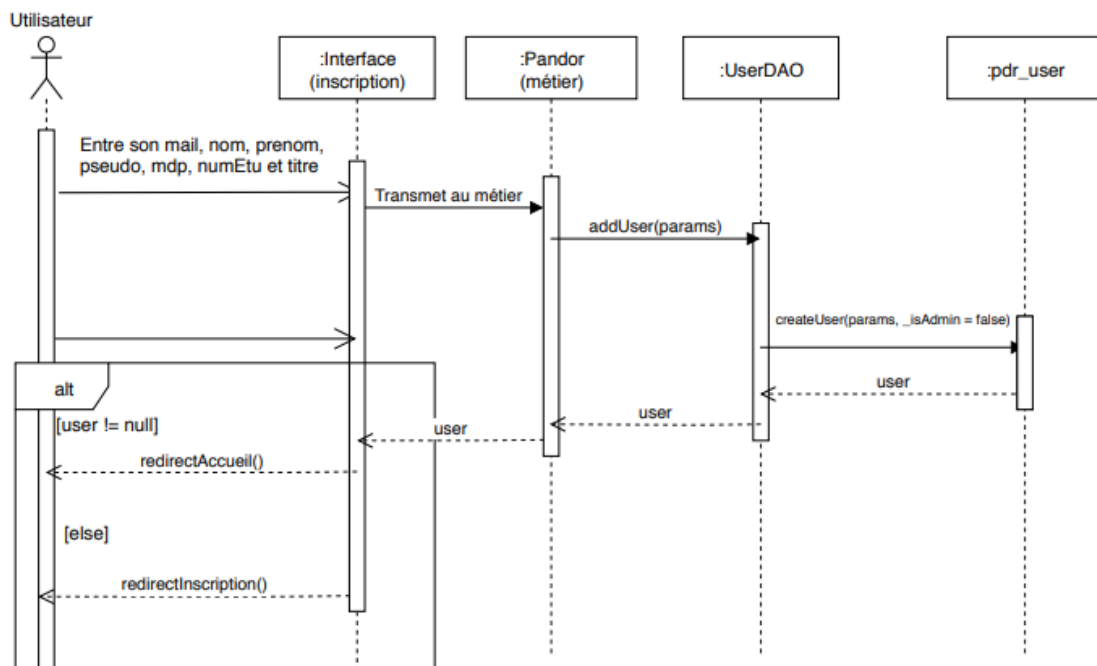 Utilisateur
:Interface
(inscription)
:Pandor
(métier)
:UserDAO
:pdr_user
Entre son mail, nom, prenom,
pseudo, mdp, numEtu et titre
Transmet au métier
addUser(params)
createUser(params, _isAdmin = false)
alt
user
user
[user != null]
user
redirectAccueil()
[else]
redirectInscription()